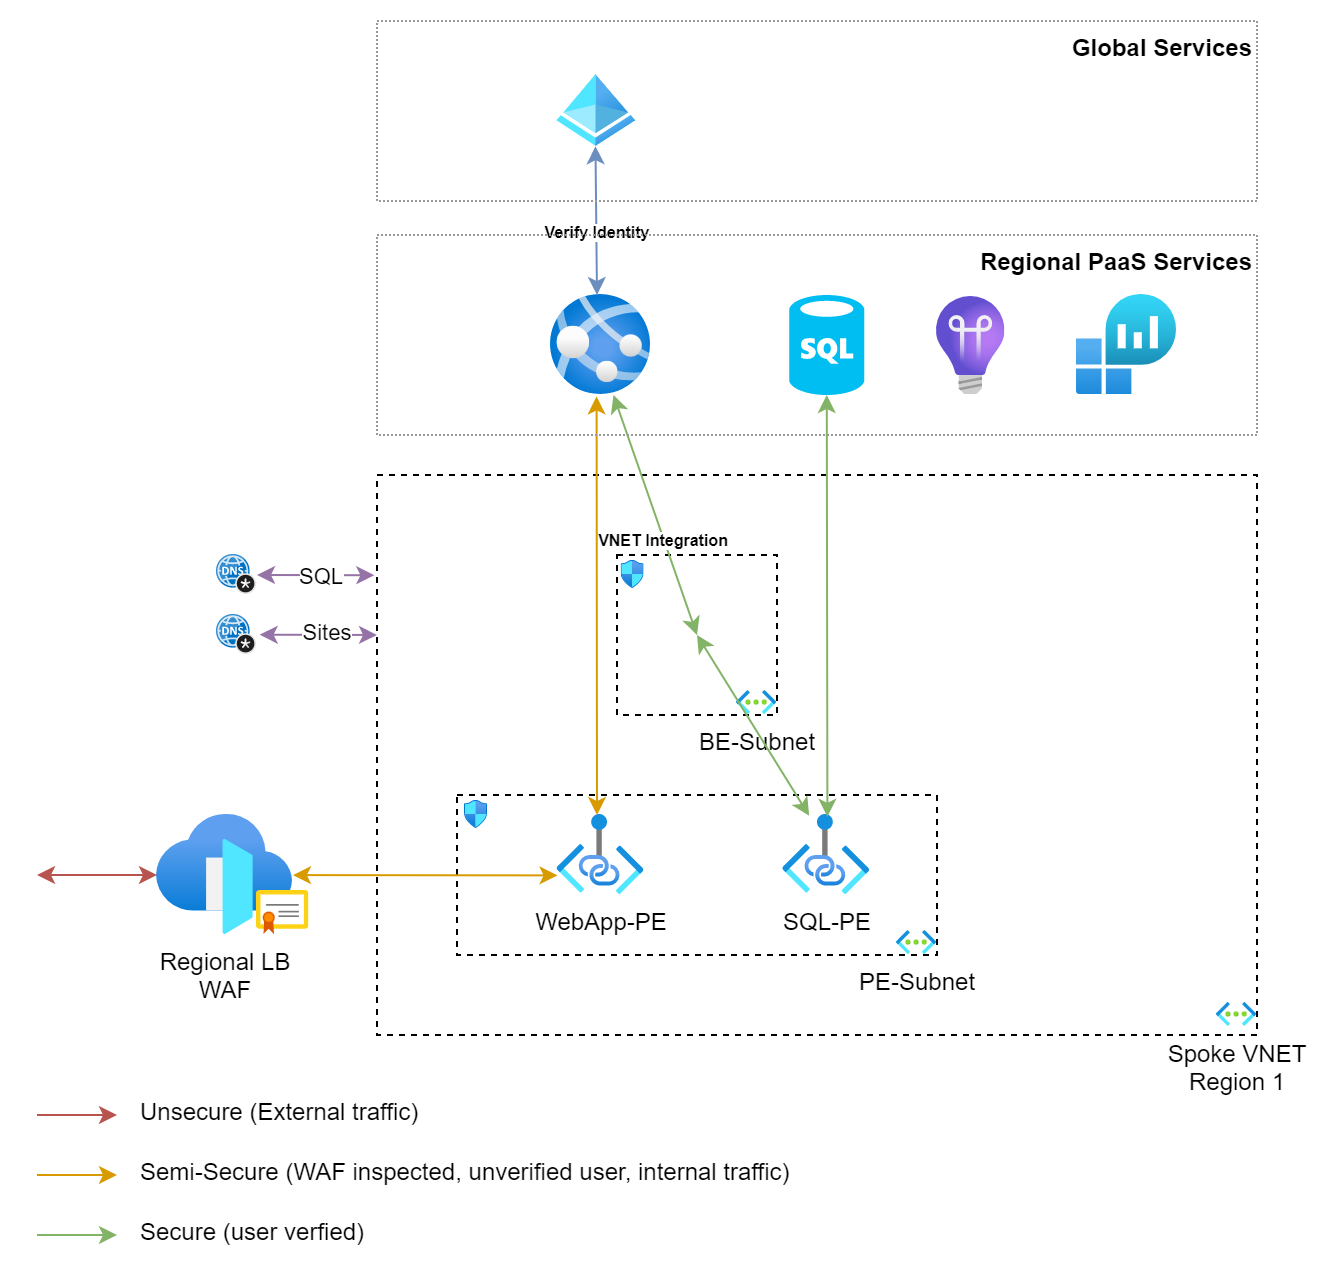 Global Services
Verify Identity
Regional PaaS Services
SQL
VNET Integration
DNS
*
SQL
DNS
*
Sites
BE-Subnet
WebApp-PE
SQL-PE
PE-Subnet
Regional LB
WAF
Spoke VNET
Region 1
Unsecure (External traffic)
Semi-Secure (WAF inspected, unverified user, internal traffic)
Secure (user verfied)